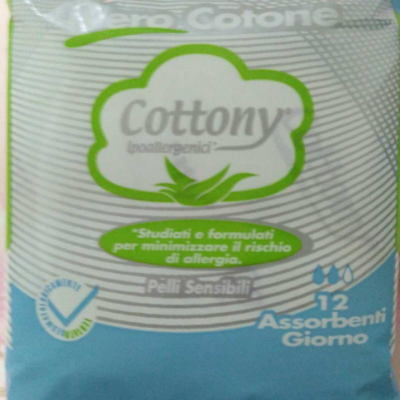 Vero Cotone
Cottony®
ipoallergenici*
*Studiati e formulati
per minimizzare il rischio
di allergia.
Pelli Sensibili
12
Assorbenti
Giorno